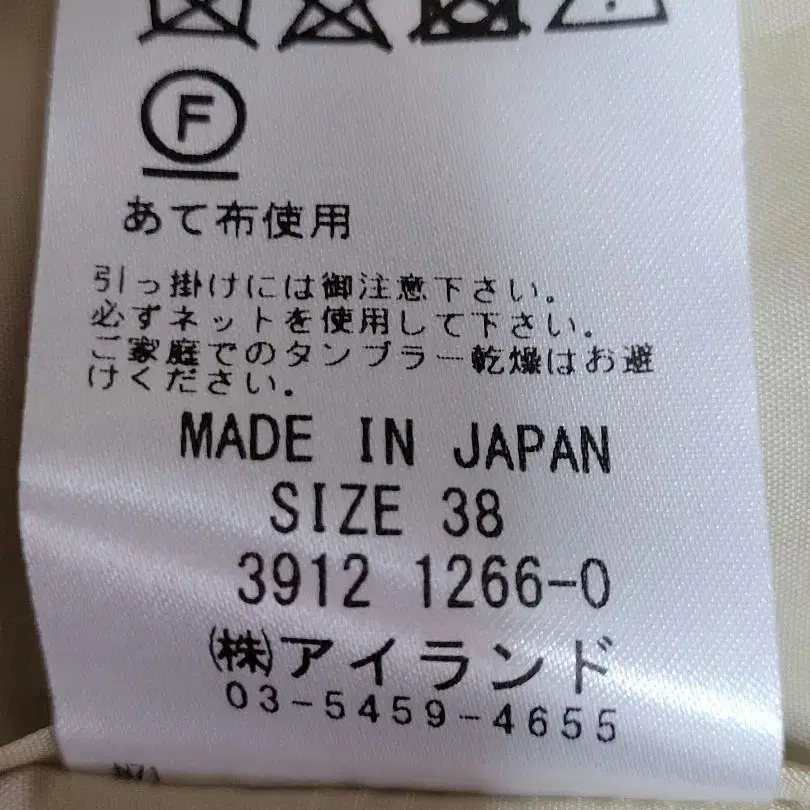 F
あて布使用
引っ掛けには御注意下さい。
必ずネットを使用して下さい。
ご家庭でのタンブラー乾燥はお避
けください。
MADE IN JAPAN
SIZE 38
3912 1266-0
㈱アイランド
03-5459-4655